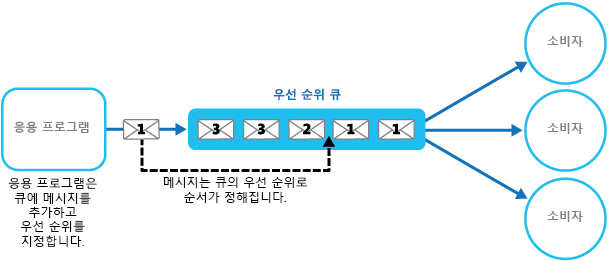 소비자
우선 순위 큐
응용 프로그램
1
3
3
2
1
1
소비자
응용 프로그램은
큐에 메시지를
추가하고
우선 순위를
지정합니다.
메시지는 큐의 우선 순위로
순서가 정해집니다.
소비자